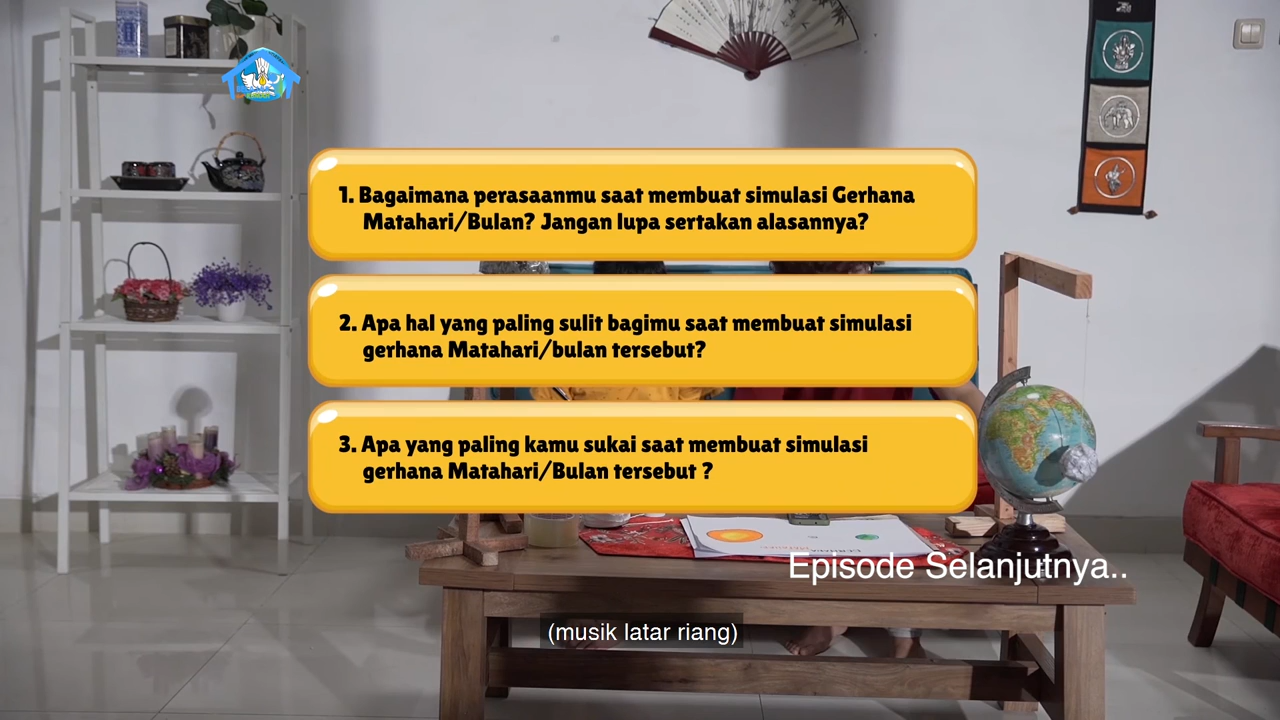 1. Bagaimana perasaanmu saat membuat simulasi Gerhana
Matahari/Bulan? Jangan lupa sertakan alasannya?
2. Apa hal yang paling sulit bagimu saat membuat simulasi
gerhana Matahari/bulan tersebut?
3. Apa yang paling kamu sukai saat membuat simulasi
gerhana Matahari/Bulan tersebut ?
Episode Selanjutnya..
(musik latar riang)